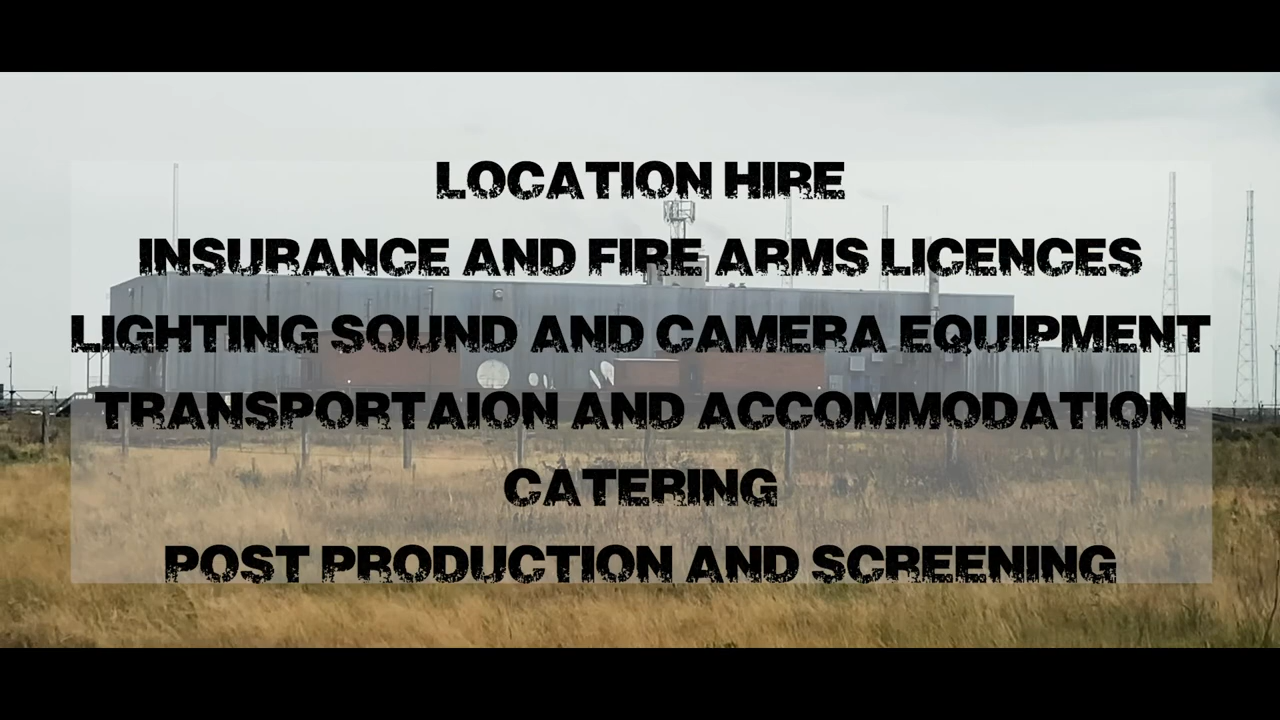 LOCATION HIRE
INSURANCE AND FIRE ARMS LICENCES
LIGHTING SOUND AND CAMERA EQUIPMENT
TRANSPORTAION AND ACCOMMODATION
CATERING
POST PRODUCTION AND SCREENING